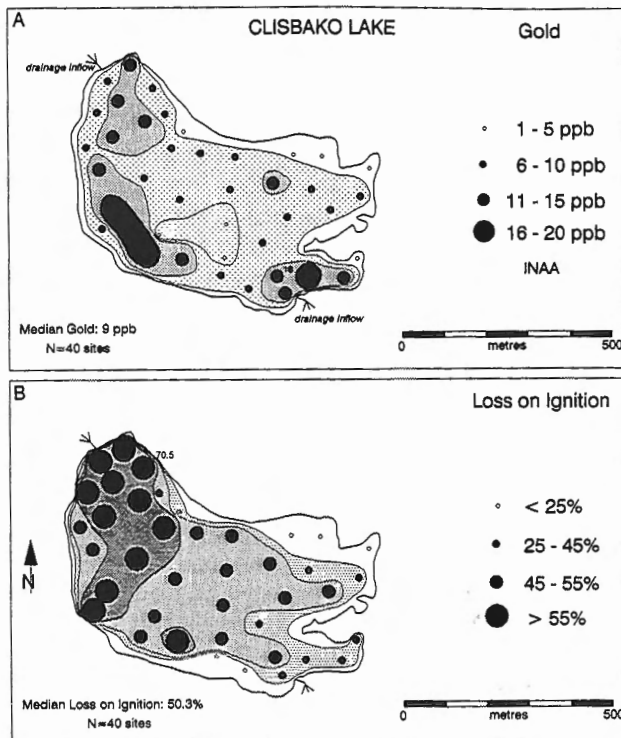 A
CLISBAKO LAKE
Gold
drainage inflow
1 - 5 ppb
6 - 10 ppb
11 - 15 ppb
16 - 20 ppb
INAA
drainage inflow
Median Gold: 9 ppb
N=40 sites
0 metres 500
B
Loss on Ignition
70.5
< 25%
25 - 45%
45 - 55%
> 55%
N
Median Loss on Ignition: 50.3%
N=40 sites
0 metres 500